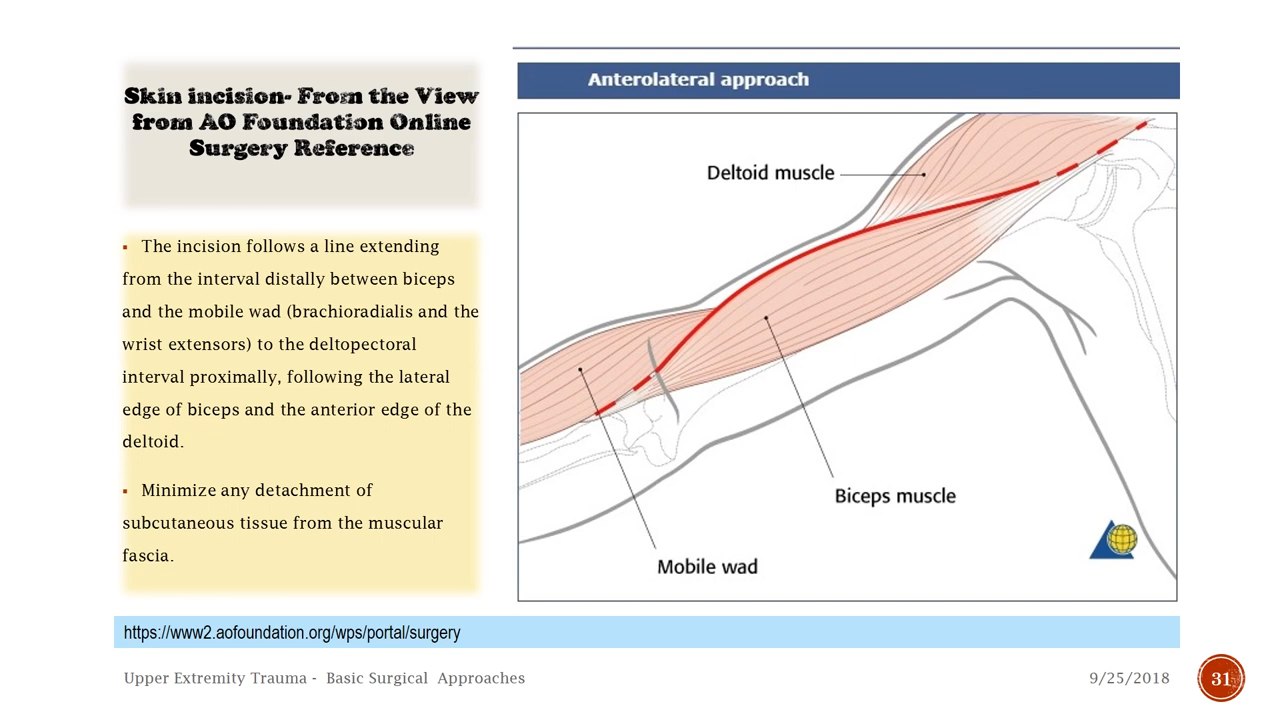 Skin incision- From the View
from AO Foundation Online
Surgery Reference
▪ The incision follows a line extending
from the interval distally between biceps
and the mobile wad (brachioradialis and the
wrist extensors) to the deltopectoral
interval proximally, following the lateral
edge of biceps and the anterior edge of the
deltoid.
▪ Minimize any detachment of
subcutaneous tissue from the muscular
fascia.
Anterolateral approach
Deltoid muscle
Biceps muscle
Mobile wad
https://www2.aofoundation.org/wps/portal/surgery
Upper Extremity Trauma - Basic Surgical Approaches
9/25/2018
31